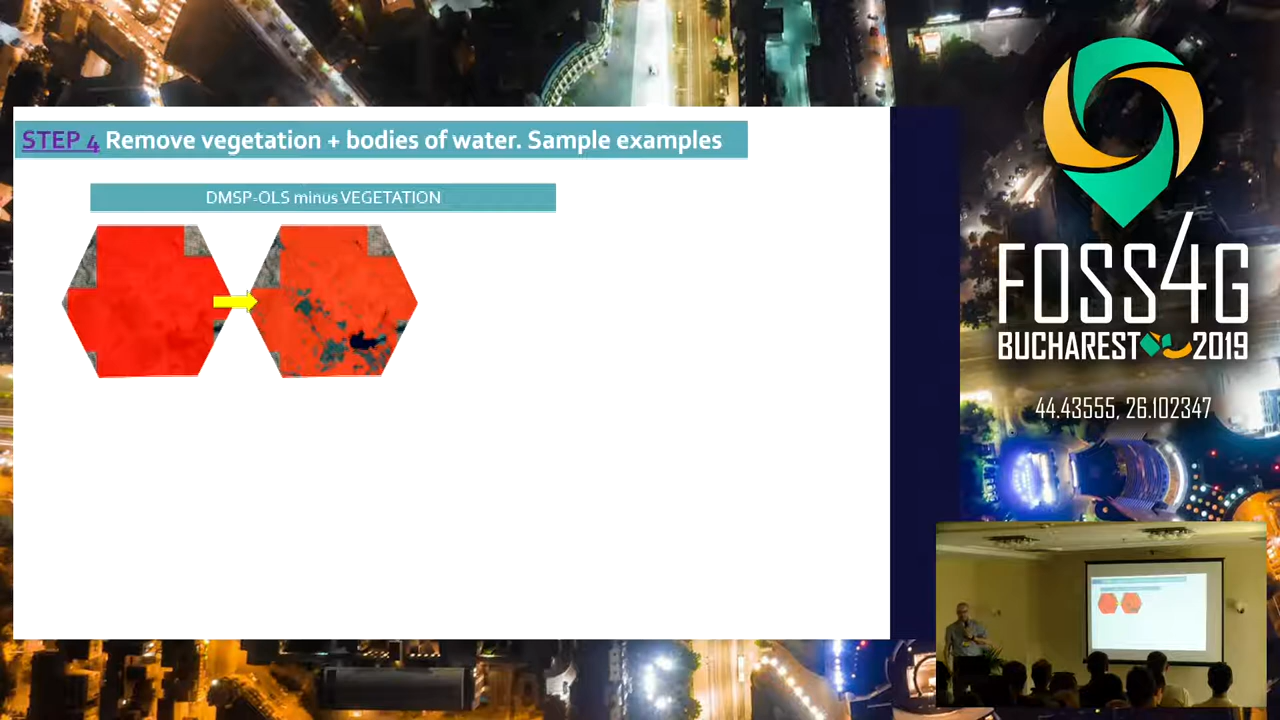 STEP 4 Remove vegetation + bodies of water. Sample examples
DMSP-OLS minus VEGETATION
FOSS4G
BUCHAREST 2019
44.43555, 26.102347